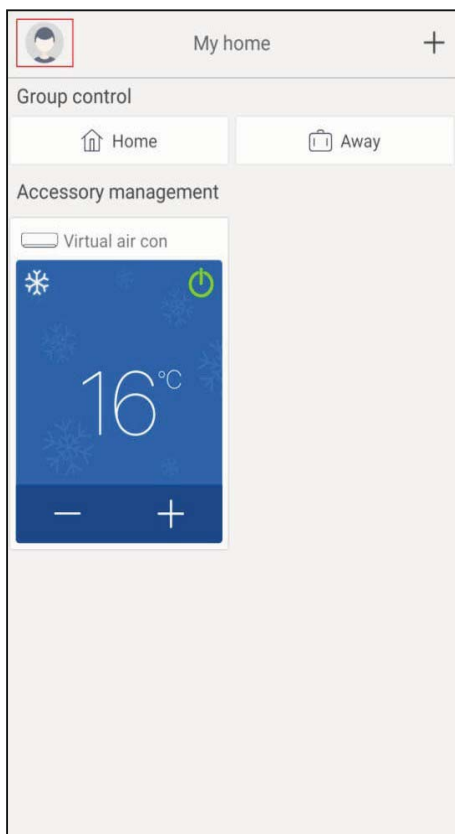 My home
Group control
Home
Away
Accessory management
Virtual air con
16°C